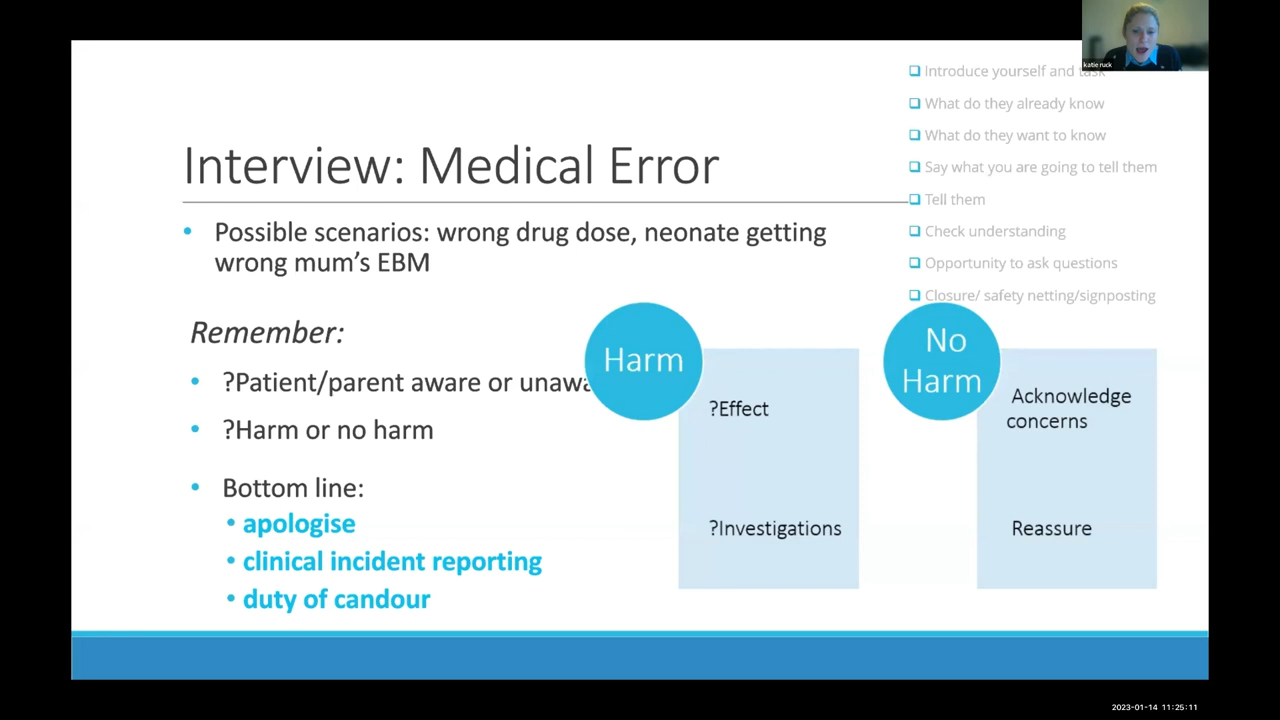 katie ruck
Introduce yourself and task
What do they already know
What do they want to know
Say what you are going to tell them
Tell them
Check understanding
Opportunity to ask questions
Closure/ safety netting/signposting
Interview: Medical Error
• Possible scenarios: wrong drug dose, neonate getting
wrong mum's EBM
Remember:
• ?Patient/parent aware or unawa
• ?Harm or no harm
• Bottom line:
• apologise
• clinical incident reporting
• duty of candour
Harm
?Effect
?Investigations
No
Harm
Acknowledge
concerns
Reassure
2023-01-14 11:25:11